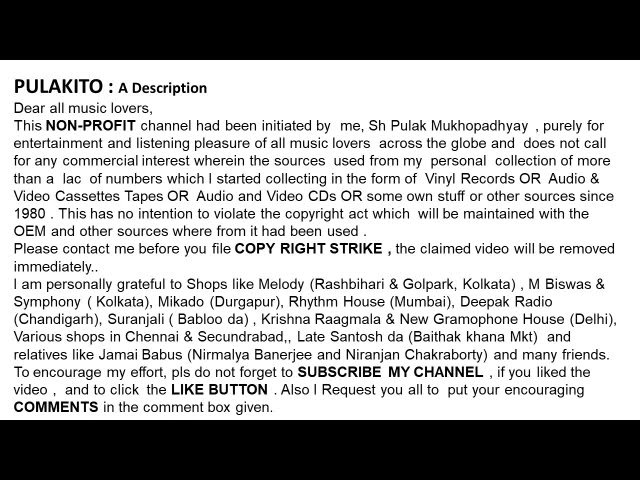 PULAKITO : A Description
Dear all music lovers,
This NON-PROFIT channel had been initiated by me, Sh Pulak Mukhopadhyay , purely for
entertainment and listening pleasure of all music lovers across the globe and does not call
for any commercial interest wherein the sources used from my personal collection of more
than a lac of numbers which I started collecting in the form of Vinyl Records OR Audio &
Video Cassettes Tapes OR Audio and Video CDs OR some own stuff or other sources since
1980 . This has no intention to violate the copyright act which will be maintained with the
OEM and other sources where from it had been used .
Please contact me before you file COPY RIGHT STRIKE , the claimed video will be removed
immediately..
I am personally grateful to Shops like Melody (Rashbihari & Golpark, Kolkata) , M Biswas &
Symphony ( Kolkata), Mikado (Durgapur), Rhythm House (Mumbai), Deepak Radio
(Chandigarh), Suranjali ( Babloo da) , Krishna Raagmala & New Gramophone House (Delhi),
Various shops in Chennai & Secundrabad,, Late Santosh da (Baithak khana Mkt) and
relatives like Jamai Babus (Nirmalya Banerjee and Niranjan Chakraborty) and many friends.
To encourage my effort, pls do not forget to SUBSCRIBE MY CHANNEL , if you liked the
video , and to click the LIKE BUTTON . Also I Request you all to put your encouraging
COMMENTS in the comment box given.